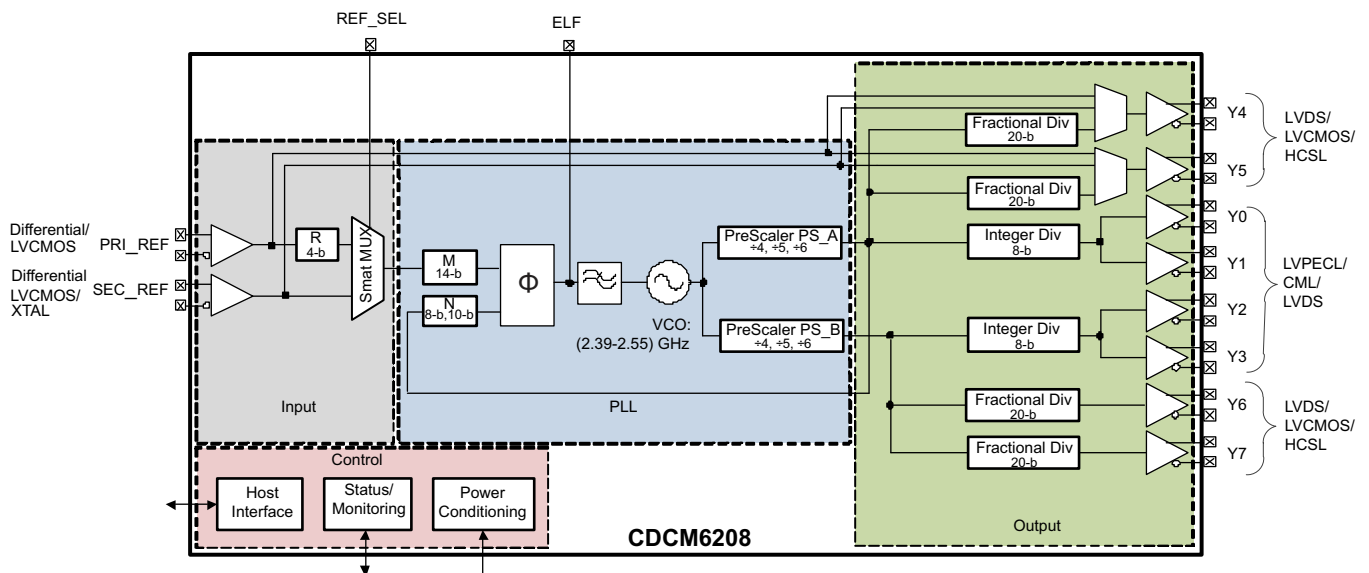 REF_SEL
ELF
Differential/
LVCMOS
PRI_REF
Differential
LVCMOS/
XTAL
SEC_REF
R
4-b
Smat MUX
Input
M
14-b
N
8-b,10-b
Φ
VCO:
(2.39-2.55) GHz
PreScaler PS_A
÷4, ÷5, ÷6
PreScaler PS_B
÷4, ÷5, ÷6
PLL
Fractional Div
20-b
Fractional Div
20-b
Integer Div
8-b
Integer Div
8-b
Fractional Div
20-b
Fractional Div
20-b
Output
Y4
Y5
Y0
Y1
Y2
Y3
Y6
Y7
LVDS/
LVCMOS/
HCSL
LVPECL/
CML/
LVDS
LVDS/
LVCMOS/
HCSL
Control
Host
Interface
Status/
Monitoring
Power
Conditioning
CDCM6208